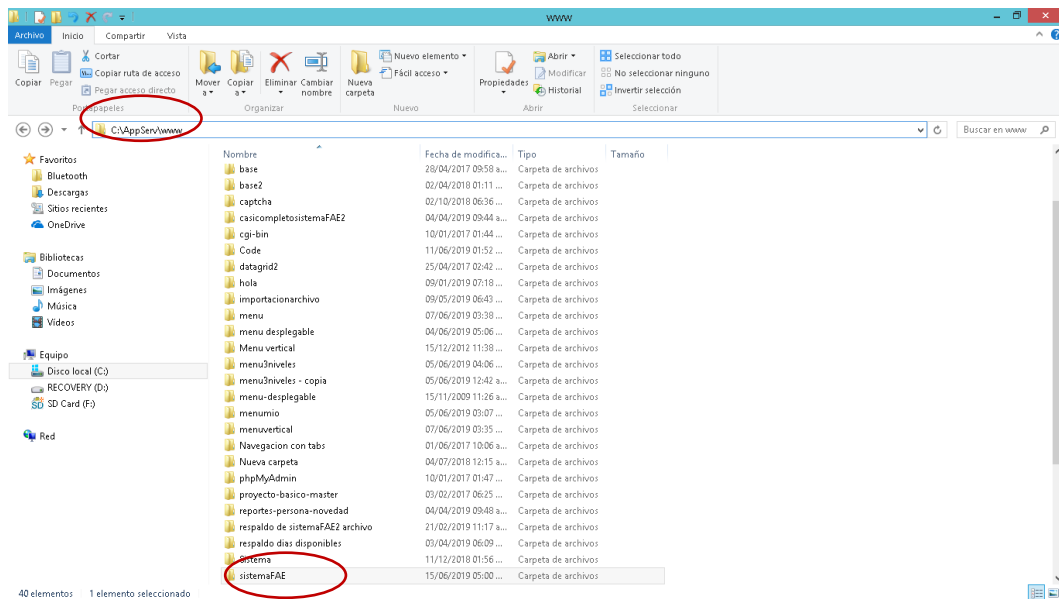 www
Archivo Inicio Compartir Vista
Copiar Pegar
Cortar
Copiar ruta de acceso
Pegar acceso directo
Portapapeles
Mover a Copiar a Eliminar Cambiar nombre
Organizar
Nueva carpeta
Nuevo elemento
Fácil acceso
Nuevo
Propiedades
Abrir
Modificar
Historial
Abrir
Seleccionar todo
No seleccionar ninguno
Invertir selección
Seleccionar
C:\AppServ\www
Buscar en www
Favoritos
Bluetooth
Descargas
Sitios recientes
OneDrive
Bibliotecas
Documentos
Imágenes
Música
Vídeos
Equipo
Disco local (C:)
RECOVERY (D:)
SD Card (F:)
Red
Nombre Fecha de modifica... Tipo Tamaño
base 28/04/2017 09:58 a... Carpeta de archivos
base2 02/04/2018 01:11 ... Carpeta de archivos
captcha 02/10/2018 06:36 ... Carpeta de archivos
casicompletosistemaFAE2 04/04/2019 09:44 a... Carpeta de archivos
cgi-bin 10/01/2017 01:44 ... Carpeta de archivos
Code 11/06/2019 01:52 ... Carpeta de archivos
datagrid2 25/04/2017 02:42 ... Carpeta de archivos
hola 09/01/2019 07:18 ... Carpeta de archivos
importacionarchivo 09/05/2019 06:43 ... Carpeta de archivos
menu 07/06/2019 03:38 ... Carpeta de archivos
menu desplegable 04/06/2019 05:06 ... Carpeta de archivos
Menu vertical 15/12/2012 11:38 ... Carpeta de archivos
menu3niveles 05/06/2019 04:06 ... Carpeta de archivos
menu3niveles - copia 05/06/2019 12:42 a... Carpeta de archivos
menu-desplegable 15/11/2009 11:26 a... Carpeta de archivos
menumio 05/06/2019 03:07 ... Carpeta de archivos
menuvertical 07/06/2019 03:35 ... Carpeta de archivos
Navegacion con tabs 01/06/2017 10:06 a... Carpeta de archivos
Nueva carpeta 04/07/2018 12:15 a... Carpeta de archivos
phpMyAdmin 10/01/2017 01:47 ... Carpeta de archivos
proyecto-basico-master 03/02/2017 06:25 ... Carpeta de archivos
reportes-persona-novedad 04/04/2019 09:48 a... Carpeta de archivos
respaldo de sistemaFAE2 archivo 21/02/2019 11:17 a... Carpeta de archivos
respaldo dias disponibles 03/04/2019 06:09 ... Carpeta de archivos
Sistema 11/12/2018 01:56 ... Carpeta de archivos
sistemaFAE 15/06/2019 05:00 ... Carpeta de archivos
40 elementos 1 elemento seleccionado